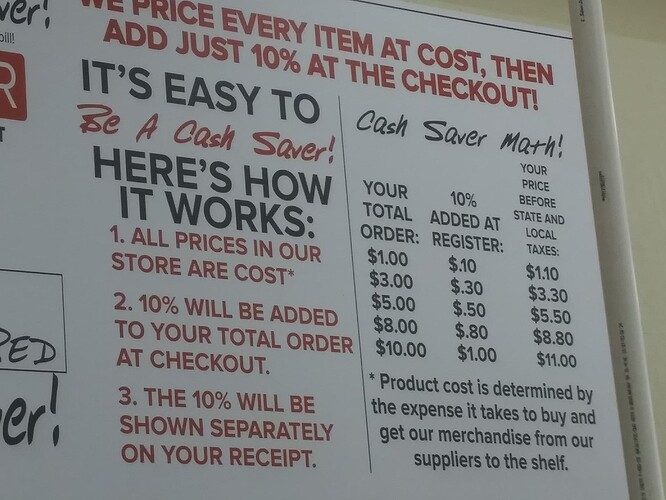 ver!
bill!
R
T
PED
er!
WE PRICE EVERY ITEM AT COST, THEN
ADD JUST 10% AT THE CHECKOUT!
IT'S EASY TO
Be A Cash Saver!
HERE'S HOW
IT WORKS:
1. ALL PRICES IN OUR
STORE ARE COST*
2. 10% WILL BE ADDED
TO YOUR TOTAL ORDER
AT CHECKOUT.
3. THE 10% WILL BE
SHOWN SEPARATELY
ON YOUR RECEIPT.
Cash Saver Math!
YOUR
TOTAL
ORDER:
10%
ADDED AT
REGISTER:
YOUR
PRICE
BEFORE
STATE AND
LOCAL
TAXES:
$1.00 $.10 $1.10
$3.00 $.30 $3.30
$5.00 $.50 $5.50
$8.00 $.80 $8.80
$10.00 $1.00 $11.00
* Product cost is determined by
the expense it takes to buy and
get our merchandise from our
suppliers to the shelf.